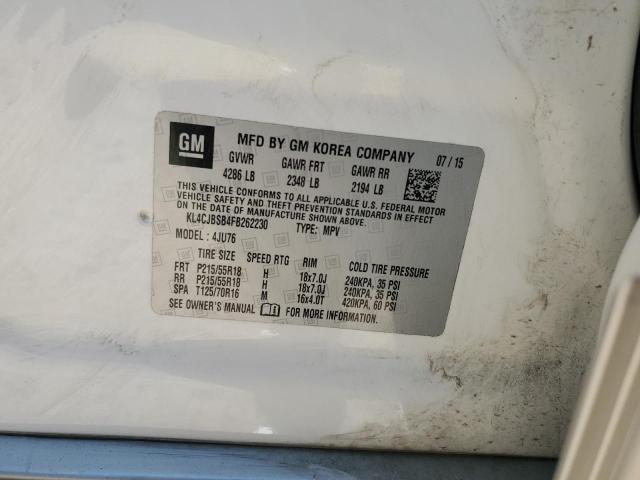 GM
MFD BY GM KOREA COMPANY 07 / 15
GVWR GAWR FRT GAWR RR
4286 LB 2348 LB 2194 LB
THIS VEHICLE CONFORMS TO ALL APPLICABLE U.S. FEDERAL MOTOR
VEHICLE SAFETY, BUMPER, AND THEFT PREVENTION STANDARDS IN
EFFECT ON THE DATE OF MANUFACTURE SHOWN ABOVE.
KL4CJBSB4FB262230 TYPE: MPV
MODEL : 4JU76
TIRE SIZE SPEED RTG RIM COLD TIRE PRESSURE
FRT P215/55R18 H 18x7.0J 240KPA, 35 PSI
RR P215/55R18 H 18x7.0J 240KPA, 35 PSI
SPA T125/70R16 M 16x4.0T 420KPA, 60 PSI
SEE OWNER'S MANUAL FOR MORE INFORMATION